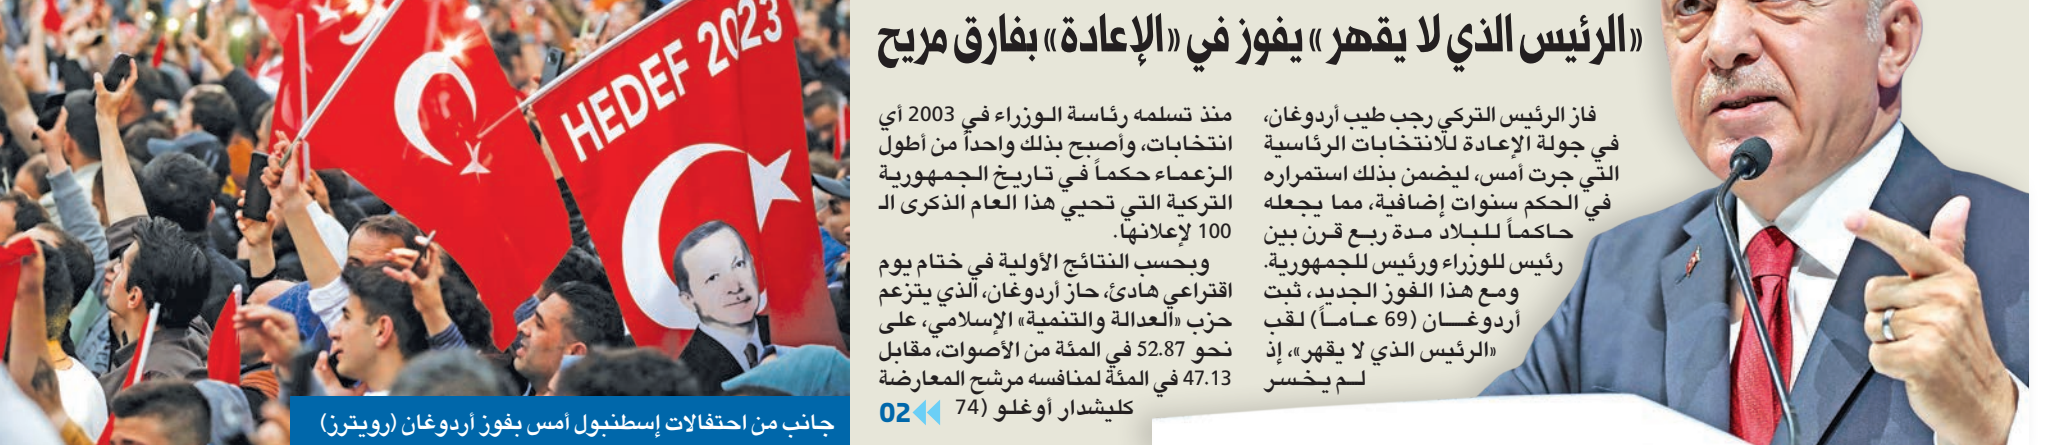 «الرئيس الذي لا يقهر» يفوز في «الإعادة» بفارق مريح
فاز الرئيس التركي رجب طيب أردوغان،
في جولة الإعادة للانتخابات الرئاسية
التي جرت أمس، ليضمن بذلك استمراره
في الحكم سنوات إضافية، مما يجعله
حاكماً للبلاد مدة ربع قرن بين
رئيس للوزراء ورئيس للجمهورية.
ومع هذا الفوز الجديد، ثبت
أردوغان (69 عاماً) لقب
«الرئيس الذي لا يقهر»، إذ
لم يخسر
منذ تسلمه رئاسة الوزراء في 2003 أي
انتخابات، وأصبح بذلك واحداً من أطول
الزعماء حكماً في تاريخ الجمهورية
التركية التي تحيي هذا العام الذكرى الـ
100 لإعلانها.
وبحسب النتائج الأولية في ختام يوم
اقتراعي هادئ، حاز أردوغان، الذي يتزعم
حزب «العدالة والتنمية» الإسلامي، على
نحو 52.87 في المئة من الأصوات، مقابل
47.13 في المئة لمنافسه مرشح المعارضة
كليشدار أوغلو (74
02
HEDEF 2023
جانب من احتفالات إسطنبول أمس بفوز أردوغان (رويترز)